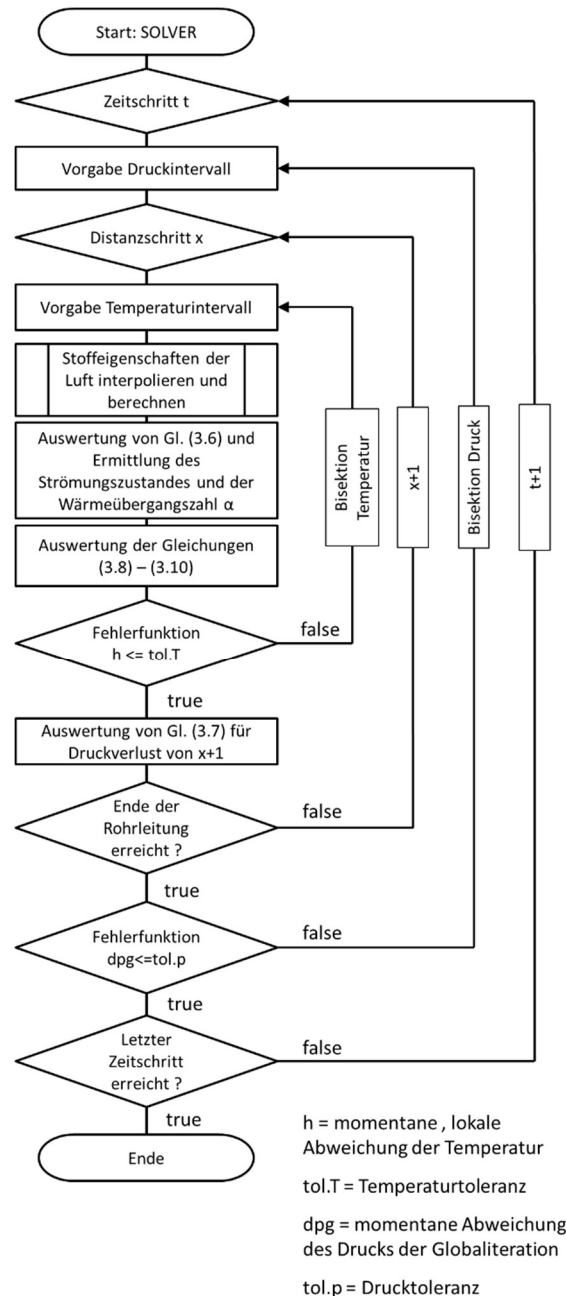 Start: SOLVER
Zeitschritt t
Vorgabe Druckintervall
Distanzschritt x
Vorgabe Temperaturintervall
Stoffeigenschaften der
Luft interpolieren und
berechnen
Auswertung von Gl. (3.6) und
Ermittlung des
Strömungszustandes und der
Wärmeübergangszahl α
Auswertung der Gleichungen
(3.8) – (3.10)
Fehlerfunktion
h <= tol.T
false
true
Auswertung von Gl. (3.7) für
Druckverlust von x+1
Ende der
Rohrleitung
erreicht ?
false
true
Fehlerfunktion
dpg<=tol.p
false
true
Letzter
Zeitschritt
erreicht ?
false
true
Ende
Bisektion
Temperatur
x+1
Bisektion Druck
t+1
h = momentane , lokale
Abweichung der Temperatur
tol.T = Temperaturtoleranz
dpg = momentane Abweichung
des Drucks der Globaliteration
tol.p = Drucktoleranz